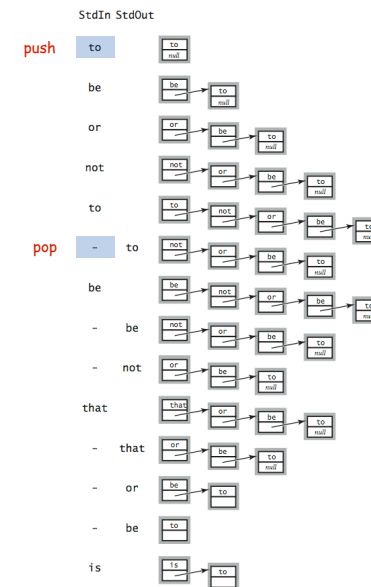 StdIn StdOut
push to to
null
be be to
null
or or be to
null
not not or be to
null
to to not or be to
pop - to not or be to
null
be be not or be to
- be not or be to
null
- not or be to
null
that that or be to
null
- that or be to
null
- or be to
- be to
is is to